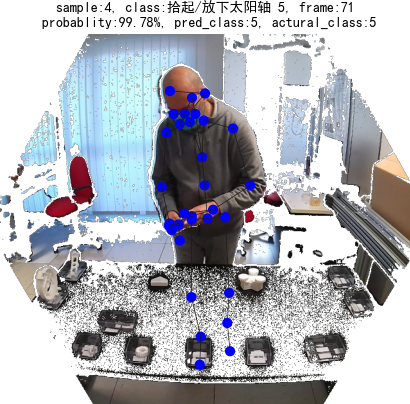 sample:4, class:拾起/放下太阳轴 5, frame:71
probablity:99.78%, pred_class:5, actural_class:5